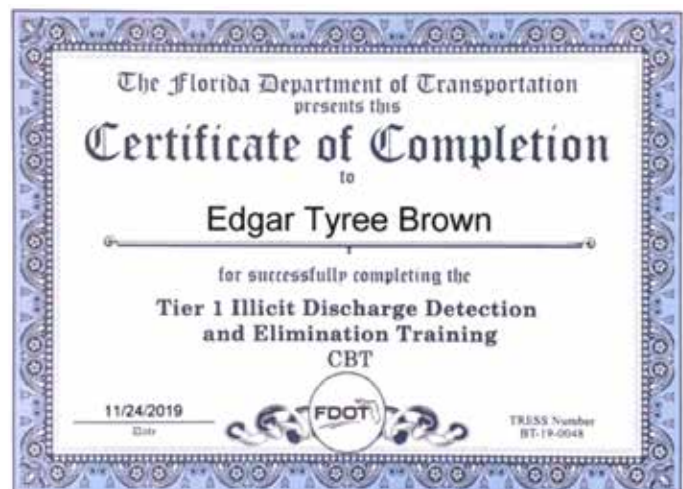 The Florida Department of Transportation
presents this
Certificate of Completion
to
Edgar Tyree Brown
for successfully completing the
Tier 1 Illicit Discharge Detection
and Elimination Training
CBT
11/24/2019
Date
FDOT
TRESS Number
BT-19-0048